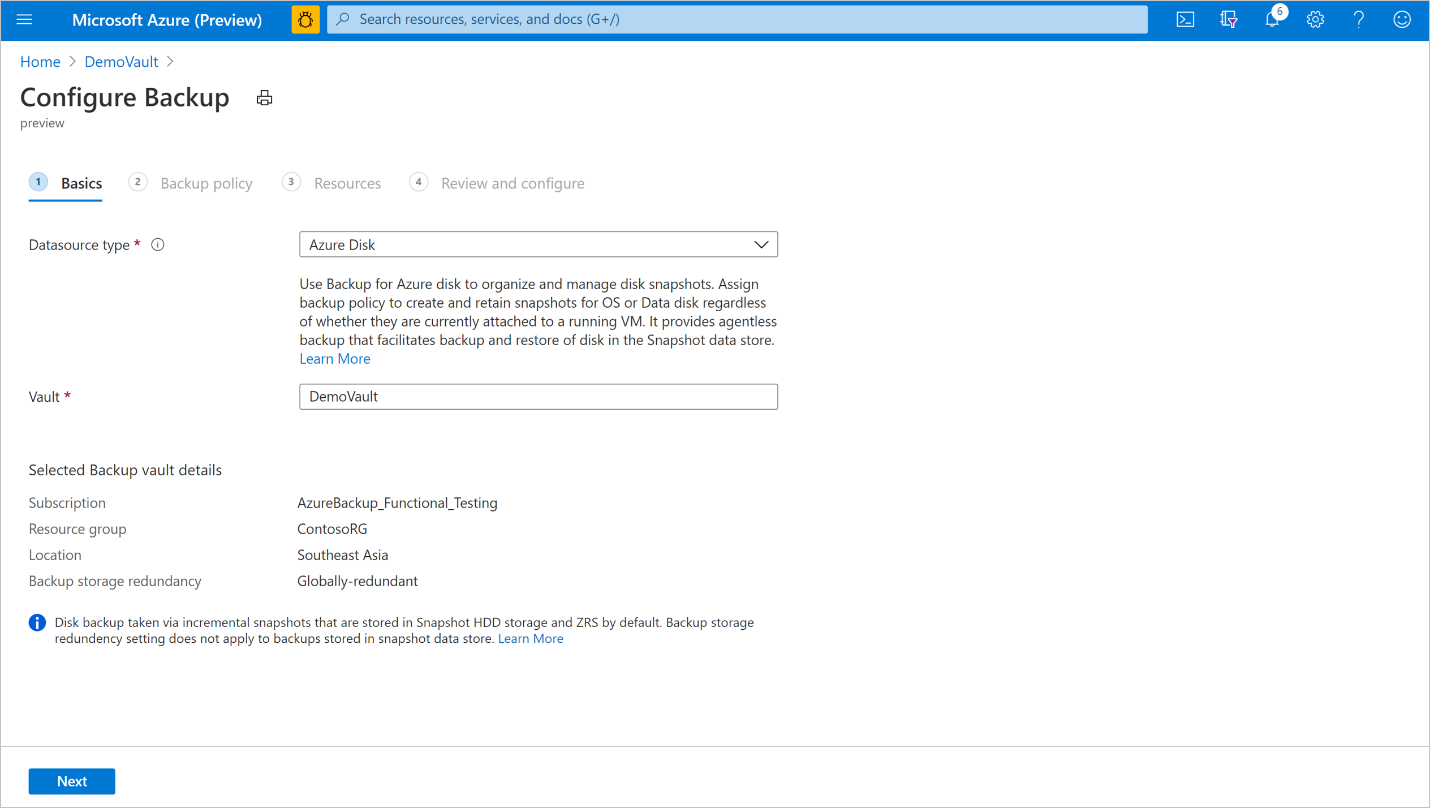 Microsoft Azure (Preview)
Search resources, services, and docs (G+/)
6
Home > DemoVault >
Configure Backup
preview
1 Basics 2 Backup policy 3 Resources 4 Review and configure
Datasource type *
Azure Disk
Use Backup for Azure disk to organize and manage disk snapshots. Assign
backup policy to create and retain snapshots for OS or Data disk regardless
of whether they are currently attached to a running VM. It provides agentless
backup that facilitates backup and restore of disk in the Snapshot data store.
Learn More
Vault *
DemoVault
Selected Backup vault details
Subscription AzureBackup_Functional_Testing
Resource group ContosoRG
Location Southeast Asia
Backup storage redundancy Globally-redundant
Disk backup taken via incremental snapshots that are stored in Snapshot HDD storage and ZRS by default. Backup storage
redundency setting does not apply to backups stored in snapshot data store. Learn More
Next